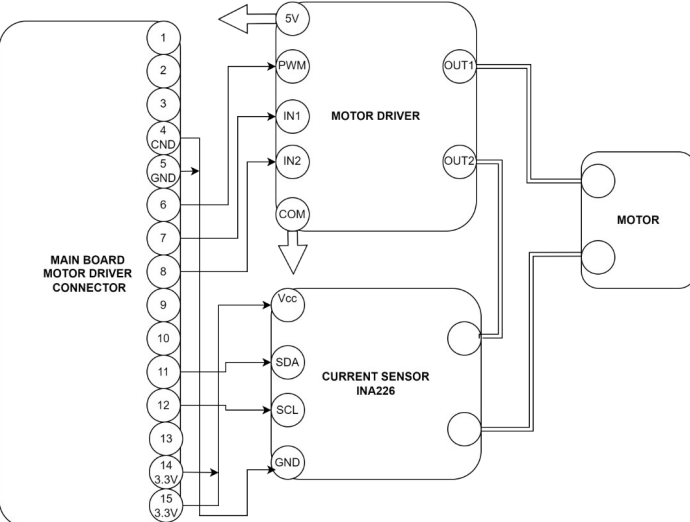 1
2
3
4
CND
5
GND
6
7
8
9
10
11
12
13
14
3.3V
15
3.3V
MAIN BOARD
MOTOR DRIVER
CONNECTOR
5V
PWM
IN1
IN2
COM
MOTOR DRIVER
OUT1
OUT2
MOTOR
Vcc
SDA
SCL
GND
CURRENT SENSOR
INA226